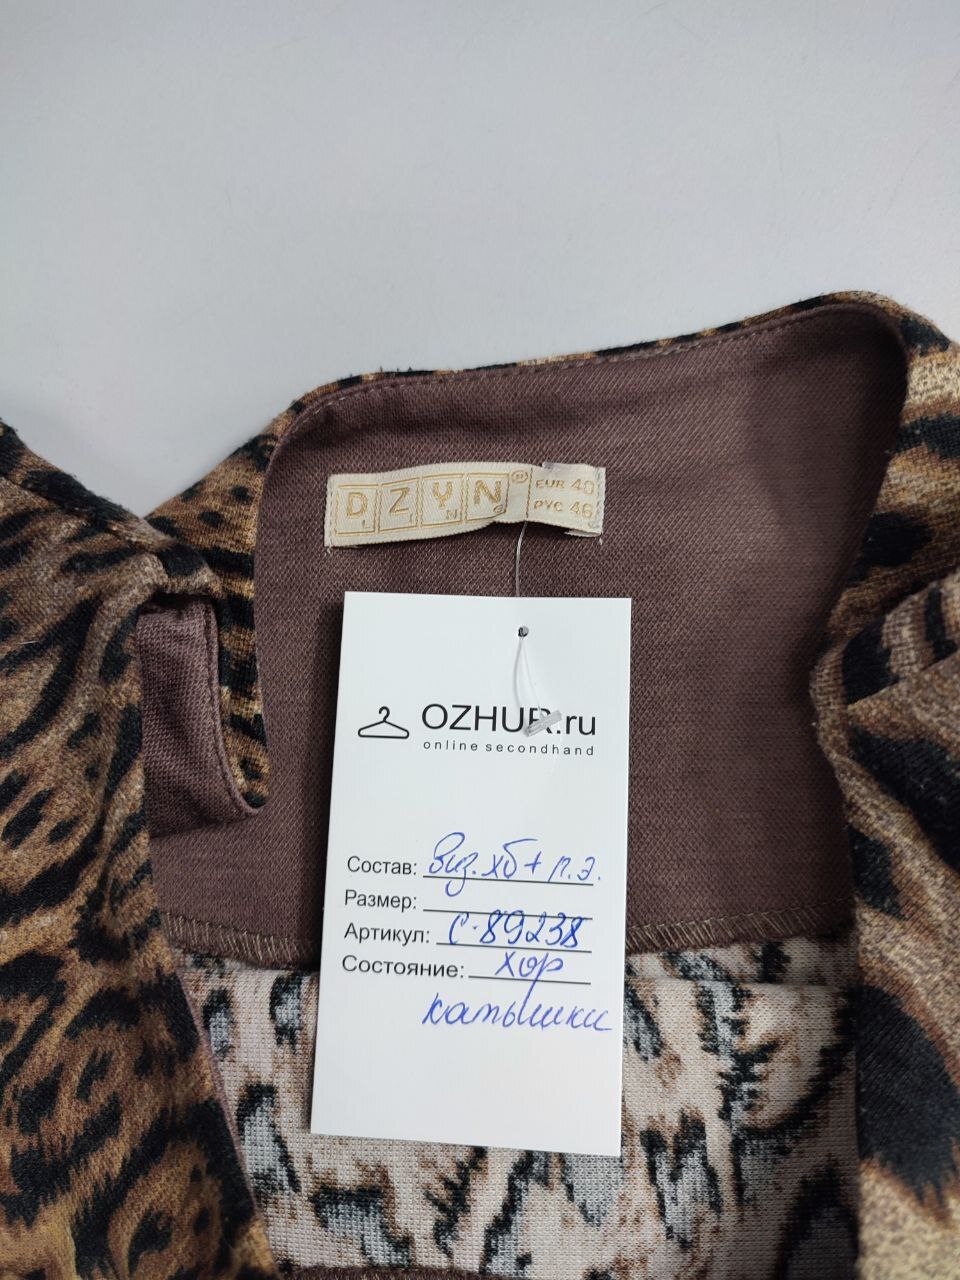 DZYN® EUR 40
РУС 46
OZHUR.ru
online secondhand
Состав: виз. хб + п.э.
Размер:
Артикул: С-89238
Состояние: хор
катышки